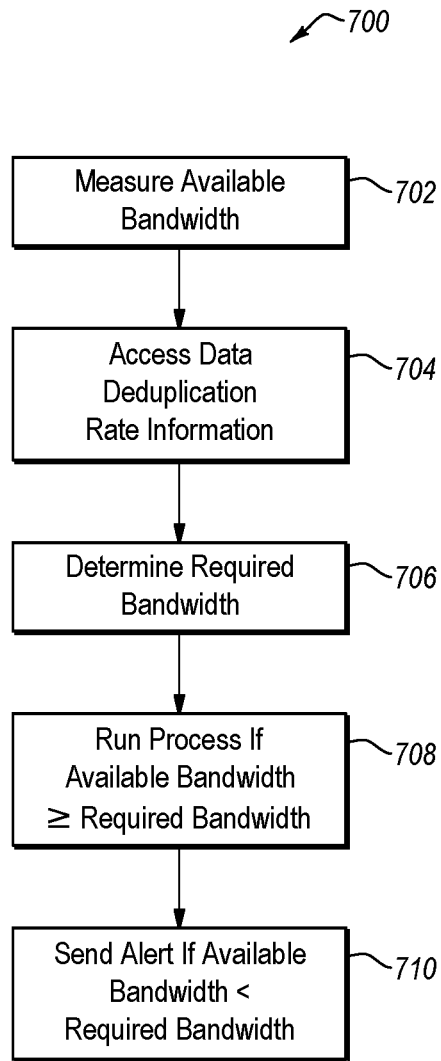 700
Measure Available
Bandwidth
702
Access Data
Deduplication
Rate Information
704
Determine Required
Bandwidth
706
Run Process If
Available Bandwidth
≥ Required Bandwidth
708
Send Alert If Available
Bandwidth <
Required Bandwidth
710